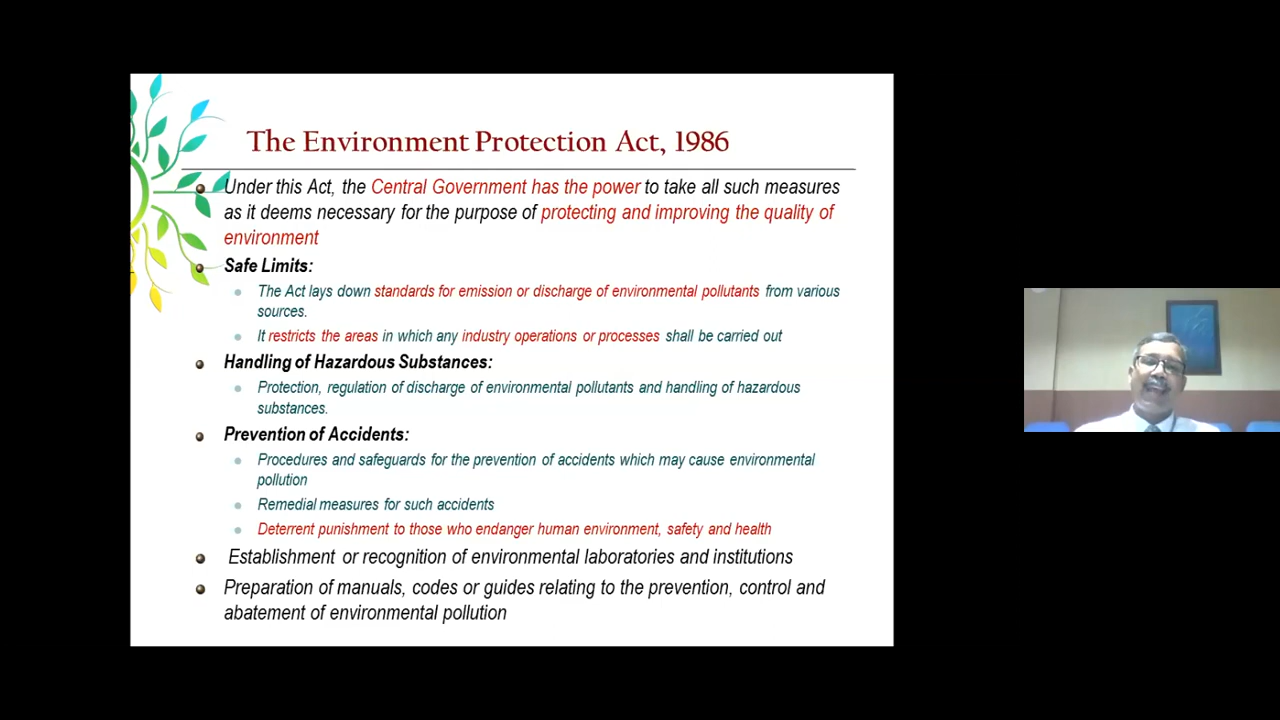 The Environment Protection Act, 1986
Under this Act, the Central Government has the power to take all such measures
as it deems necessary for the purpose of protecting and improving the quality of
environment
Safe Limits:
The Act lays down standards for emission or discharge of environmental pollutants from various
sources.
It restricts the areas in which any industry operations or processes shall be carried out
Handling of Hazardous Substances:
Protection, regulation of discharge of environmental pollutants and handling of hazardous
substances.
Prevention of Accidents:
Procedures and safeguards for the prevention of accidents which may cause environmental
pollution
Remedial measures for such accidents
Deterrent punishment to those who endanger human environment, safety and health
Establishment or recognition of environmental laboratories and institutions
Preparation of manuals, codes or guides relating to the prevention, control and
abatement of environmental pollution